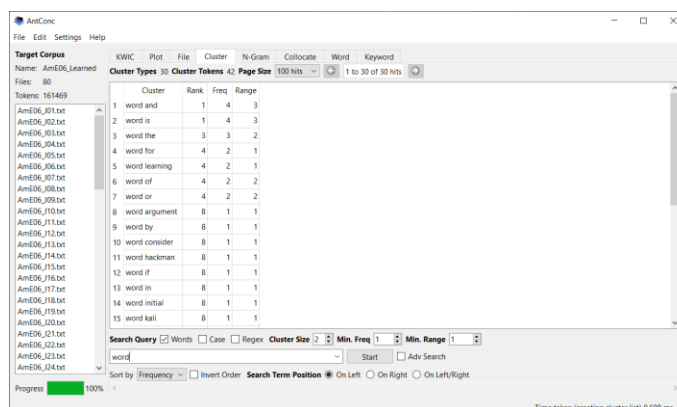 AntConc
File Edit Settings Help
Target Corpus
Name: AmE06_Learned
Files: 80
Tokens: 161469
AmE06_J01.txt
AmE06_J02.txt
AmE06_J03.txt
AmE06_J04.txt
AmE06_J05.txt
AmE06_J06.txt
AmE06_J07.txt
AmE06_J08.txt
AmE06_J09.txt
AmE06_J10.txt
AmE06_J11.txt
AmE06_J12.txt
AmE06_J13.txt
AmE06_J14.txt
AmE06_J15.txt
AmE06_J16.txt
AmE06_J17.txt
AmE06_J18.txt
AmE06_J19.txt
AmE06_J20.txt
AmE06_J21.txt
AmE06_J22.txt
AmE06_J23.txt
AmE06_J24.txt
Progress 100%
KWIC Plot File Cluster N-Gram Collocate Word Keyword
Cluster Types 30 Cluster Tokens 42 Page Size 100 hits 1 to 30 of 30 hits
Cluster Rank Freq Range
1 word and 1 4 3
2 word is 1 4 3
3 word the 3 3 2
4 word for 4 2 1
5 word learning 4 2 1
6 word of 4 2 2
7 word or 4 2 2
8 word argument 8 1 1
9 word by 8 1 1
10 word consider 8 1 1
11 word hackman 8 1 1
12 word if 8 1 1
13 word in 8 1 1
14 word initial 8 1 1
15 word kali 8 1 1
Search Query Words Case Regex Cluster Size 2 Min. Freq 1 Min. Range 1
word Start Adv Search
Sort by Frequency Invert Order Search Term Position On Left On Right On Left/Right